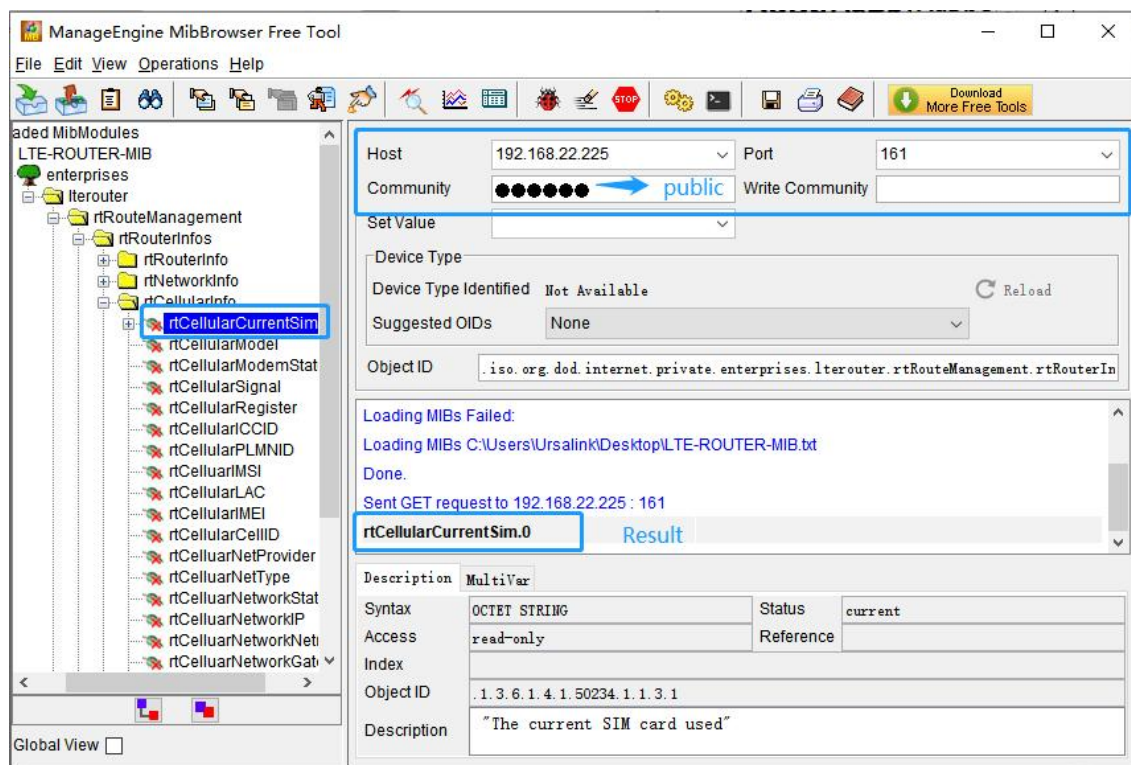 ManageEngine MibBrowser Free Tool
File Edit View Operations Help
STOP
Download
More Free Tools
aded MibModules
LTE-ROUTER-MIB
enterprises
lterouter
rtRouteManagement
rtRouterInfos
rtRouterInfo
rtNetworkInfo
rtCellularInfo
rtCellularCurrentSim
rtCellularModel
rtCellularModemStat
rtCellularSignal
rtCellularRegister
rtCellularICCID
rtCellularPLMNID
rtCelluarIMSI
rtCellularLAC
rtCellularIMEI
rtCellularCellID
rtCelluarNetProvider
rtCelluarNetType
rtCelluarNetworkStat
rtCelluarNetworkIP
rtCelluarNetworkNet
rtCelluarNetworkGat
Global View
Host 192.168.22.225 Port 161
Community ●●●●●● public Write Community
Set Value
Device Type
Device Type Identified Not Available Reload
Suggested OIDs None
Object ID .iso.org.dod.internet.private.enterprises.lterouter.rtRouteManagement.rtRouterIn
Loading MIBs Failed:
Loading MIBs C:\Users\Ursalink\Desktop\LTE-ROUTER-MIB.txt
Done.
Sent GET request to 192.168.22.225 : 161
rtCellularCurrentSim.0 Result
Description MultiVar
Syntax OCTET STRING Status current
Access read-only Reference
Index
Object ID .1.3.6.1.4.1.50234.1.1.3.1
Description "The current SIM card used"